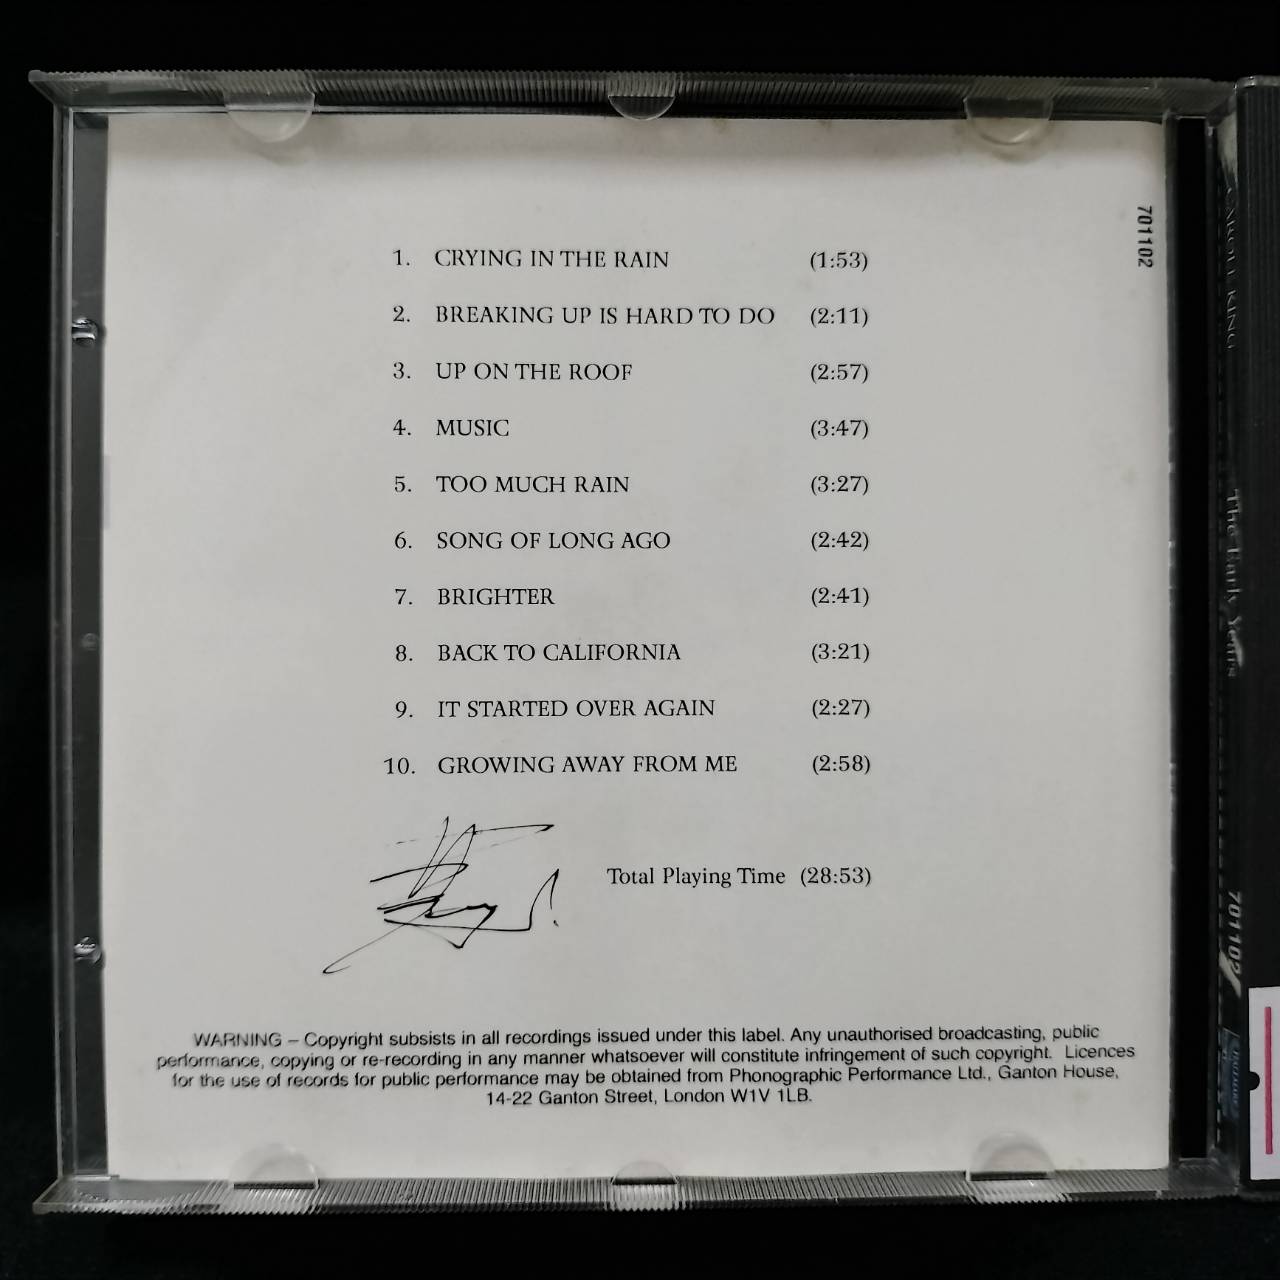 1. CRYING IN THE RAIN (1:53)
2. BREAKING UP IS HARD TO DO (2:11)
3. UP ON THE ROOF (2:57)
4. MUSIC (3:47)
5. TOO MUCH RAIN (3:27)
6. SONG OF LONG AGO (2:42)
7. BRIGHTER (2:41)
8. BACK TO CALIFORNIA (3:21)
9. IT STARTED OVER AGAIN (2:27)
10. GROWING AWAY FROM ME (2:58)
Total Playing Time (28:53)
WARNING – Copyright subsists in all recordings issued under this label. Any unauthorised broadcasting, public
performance, copying or re-recording in any manner whatsoever will constitute infringement of such copyright. Licences
for the use of records for public performance may be obtained from Phonographic Performance Ltd., Ganton House,
14-22 Ganton Street, London W1V 1LB.
701102
CAROLE KING
The Early Years
701102